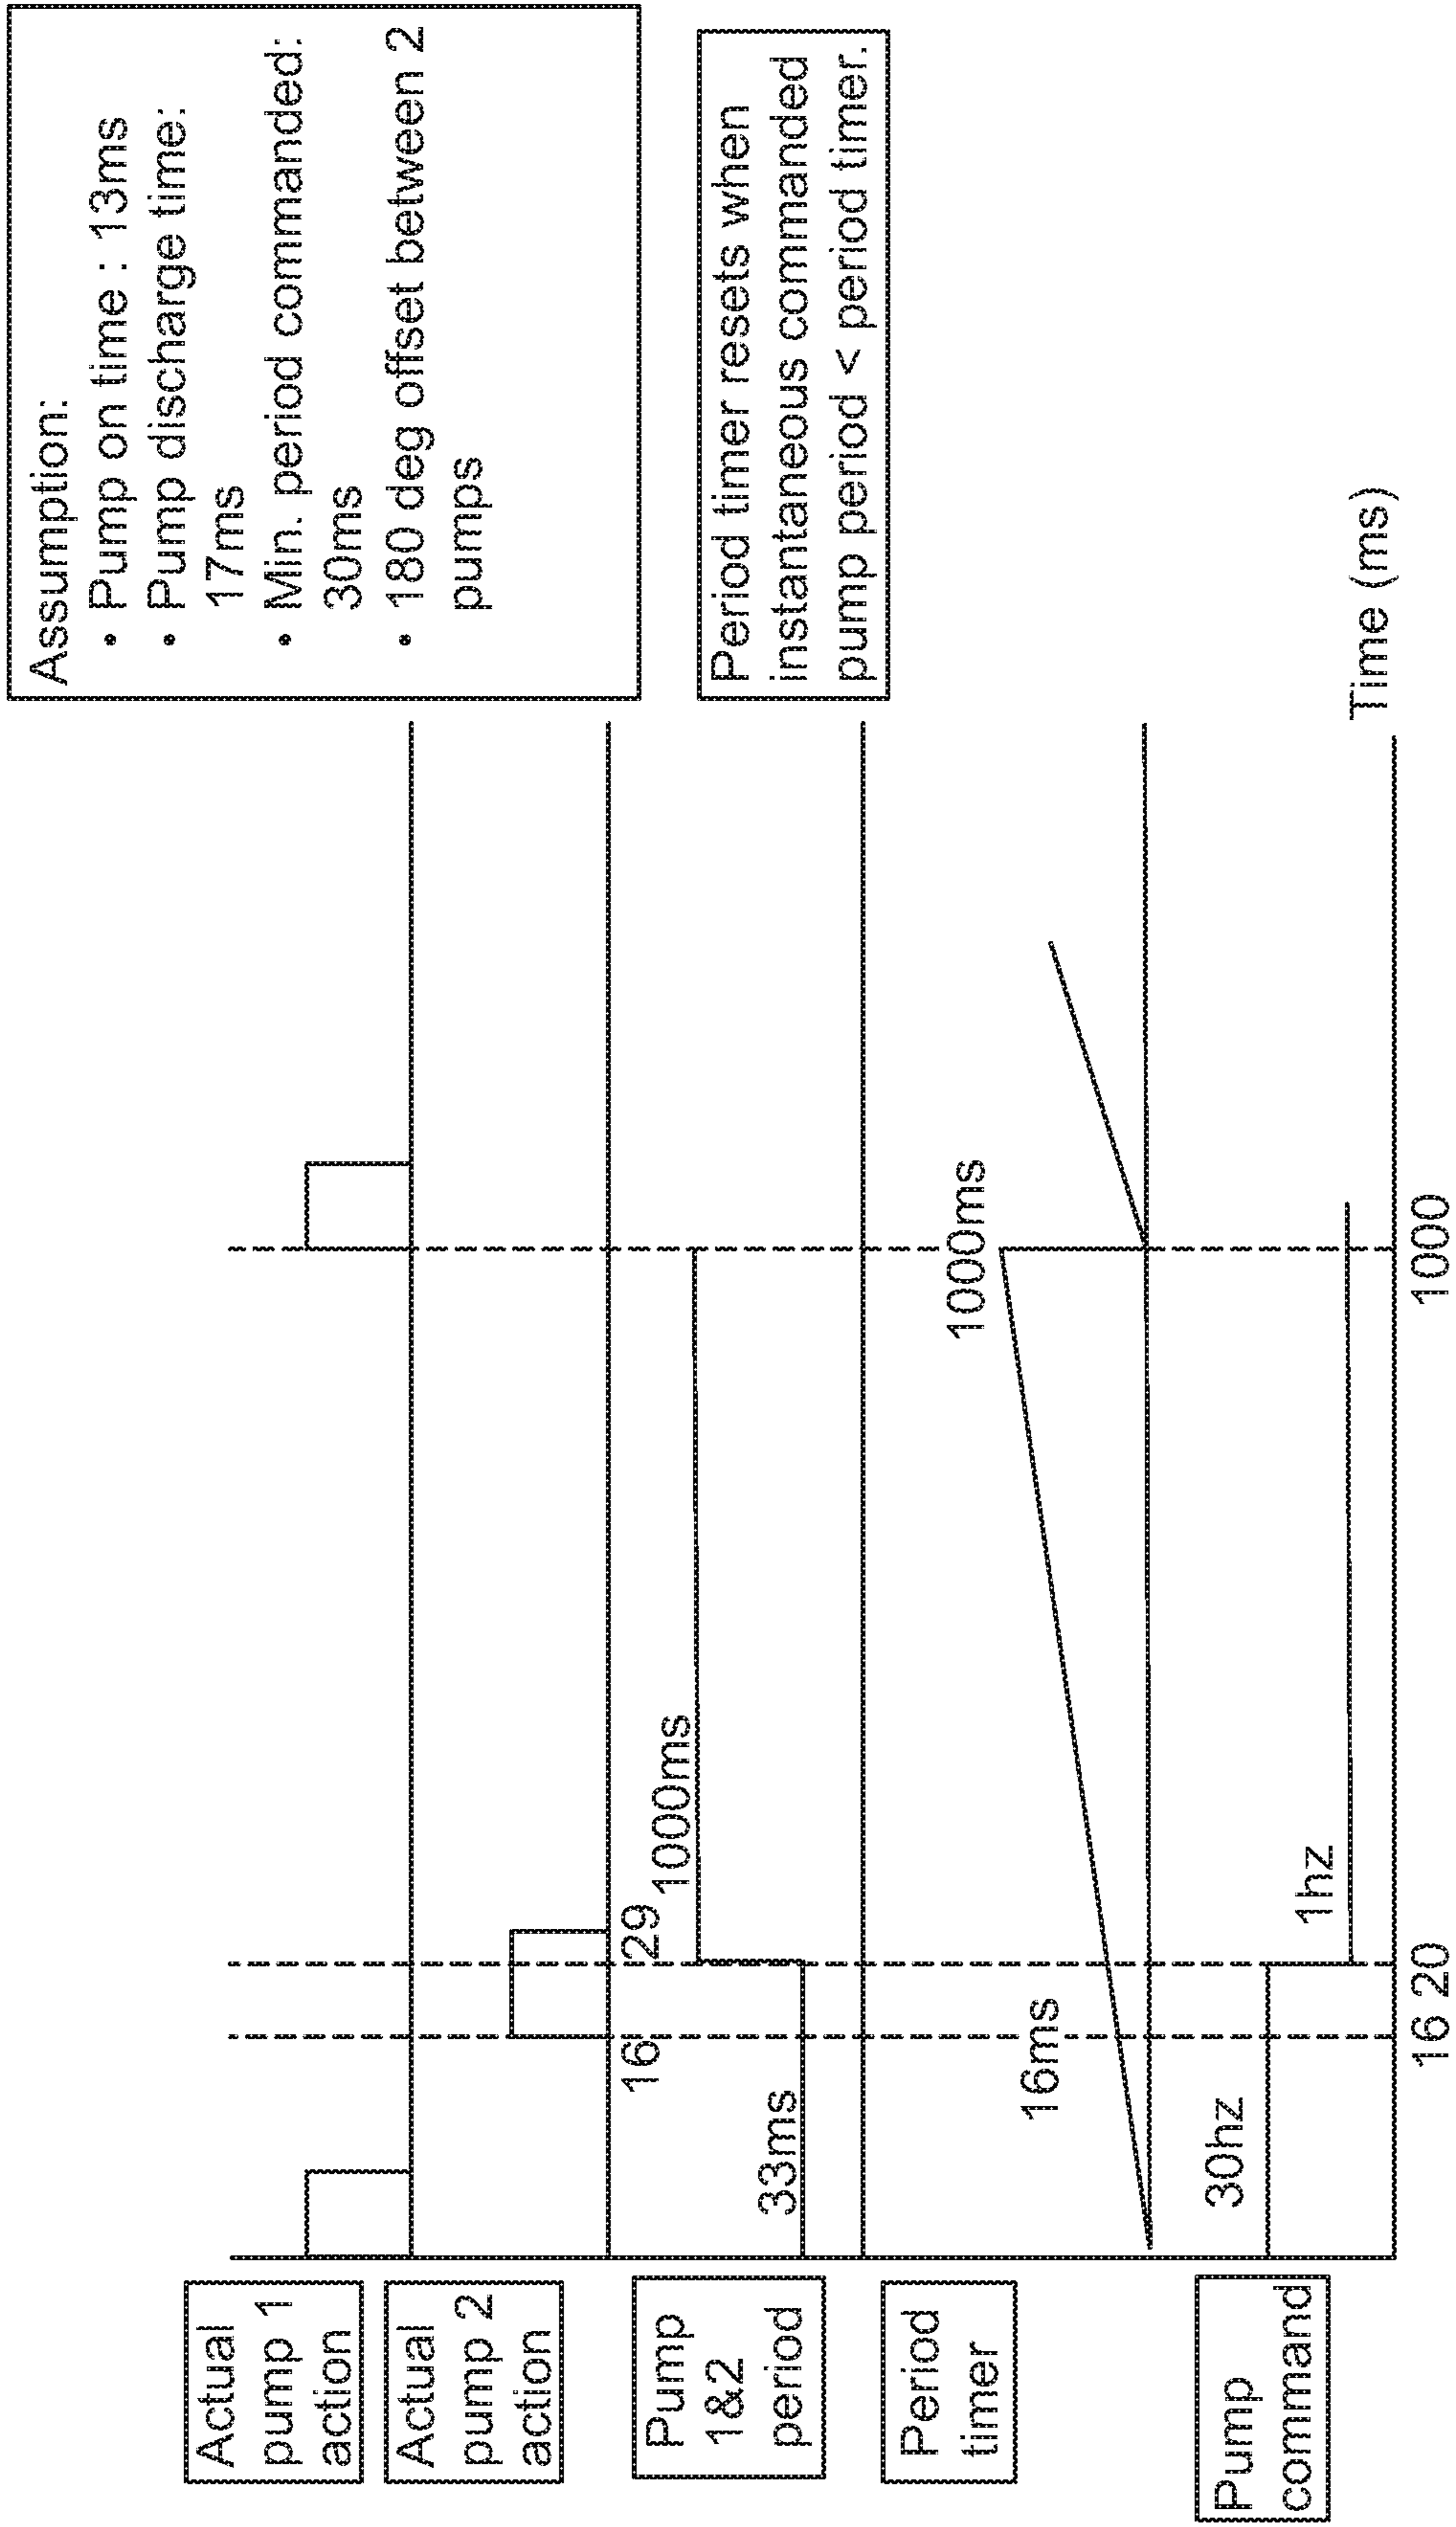 Assumption:
• Pump on time : 13ms
• Pump discharge time:
17ms
• Min. period commanded:
30ms
• 180 deg offset between 2
pumps
Period timer resets when
instantaneous commanded
pump period < period timer.
Actual
pump 1
action
Actual
pump 2
action
16
29
Pump
1&2
period
33ms
1000ms
Period
timer
16ms
1000ms
Pump
command
30hz
1hz
Time (ms)
16 20
1000